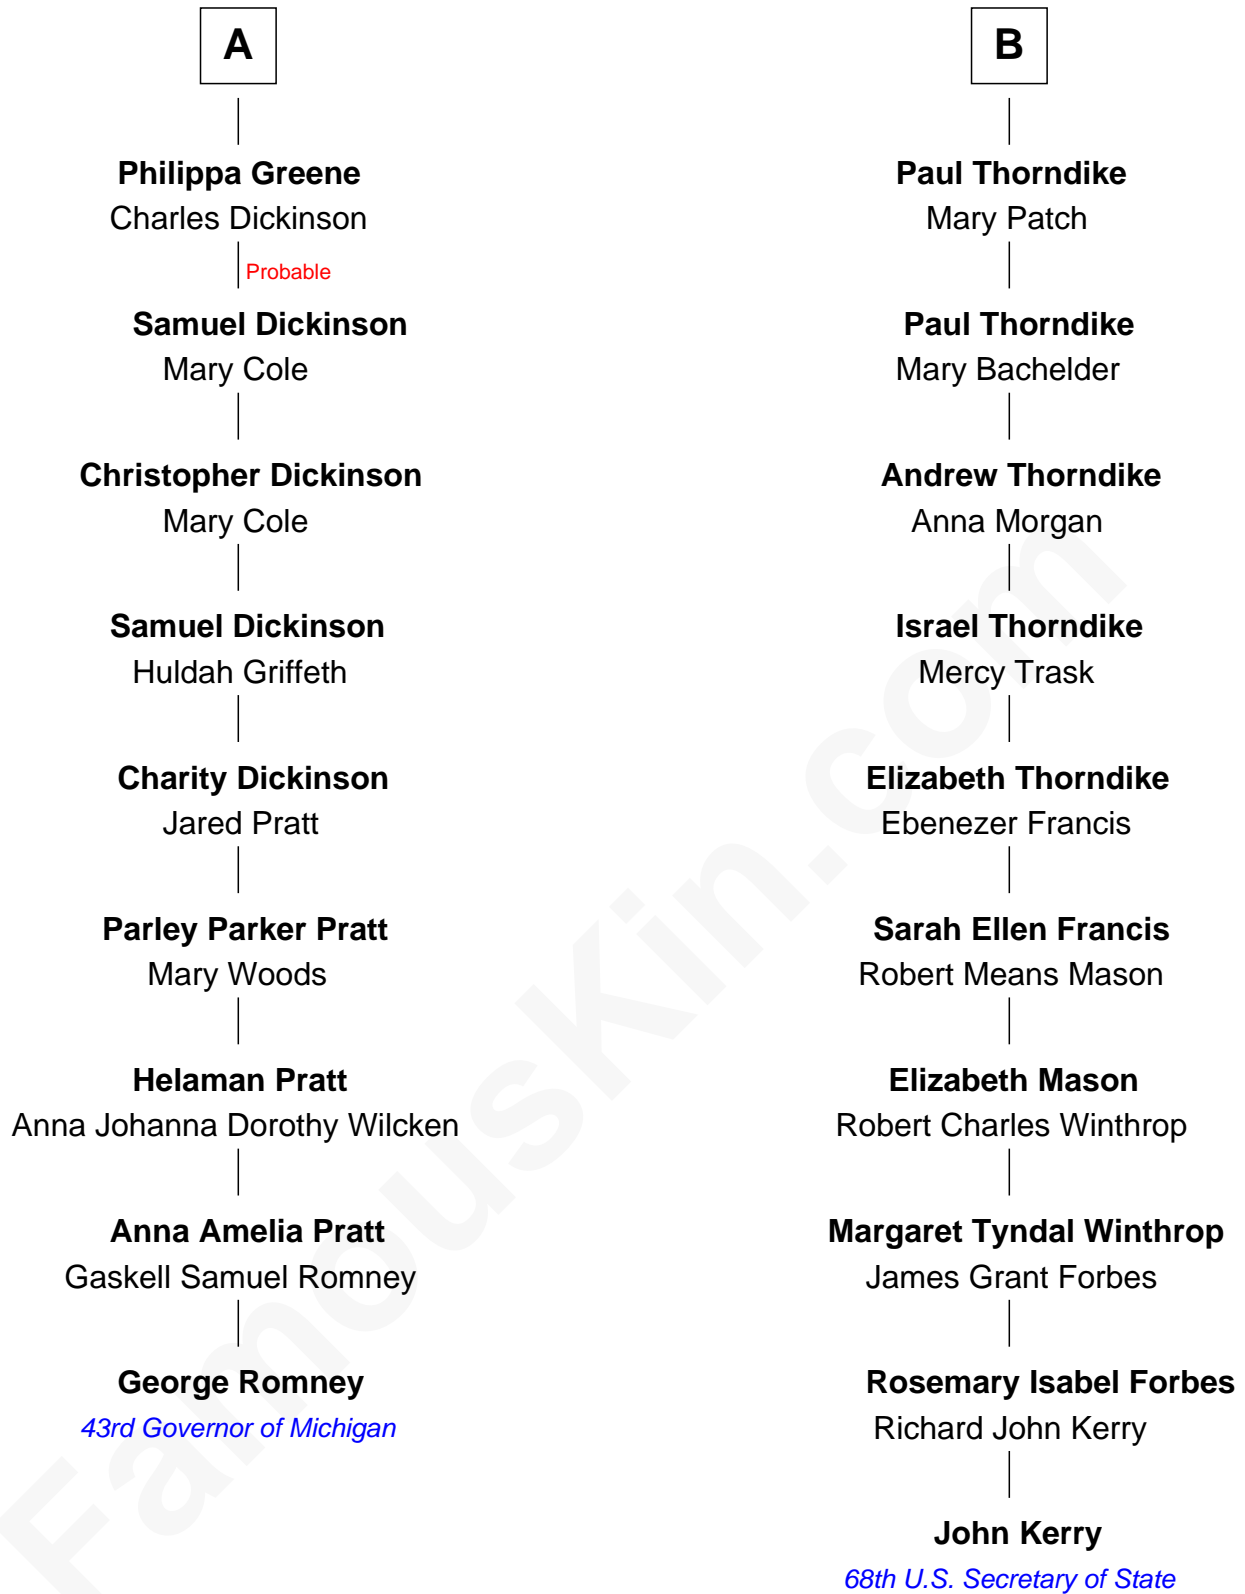 A
Philippa Greene
Charles Dickinson
Probable
Samuel Dickinson
Mary Cole
Christopher Dickinson
Mary Cole
Samuel Dickinson
Huldah Griffeth
Charity Dickinson
Jared Pratt
Parley Parker Pratt
Mary Woods
Helaman Pratt
Anna Johanna Dorothy Wilcken
Anna Amelia Pratt
Gaskell Samuel Romney
George Romney
43rd Governor of Michigan
B
Paul Thorndike
Mary Patch
Paul Thorndike
Mary Bachelder
Andrew Thorndike
Anna Morgan
Israel Thorndike
Mercy Trask
Elizabeth Thorndike
Ebenezer Francis
Sarah Ellen Francis
Robert Means Mason
Elizabeth Mason
Robert Charles Winthrop
Margaret Tyndal Winthrop
James Grant Forbes
Rosemary Isabel Forbes
Richard John Kerry
John Kerry
68th U.S. Secretary of State
FamousKin.com